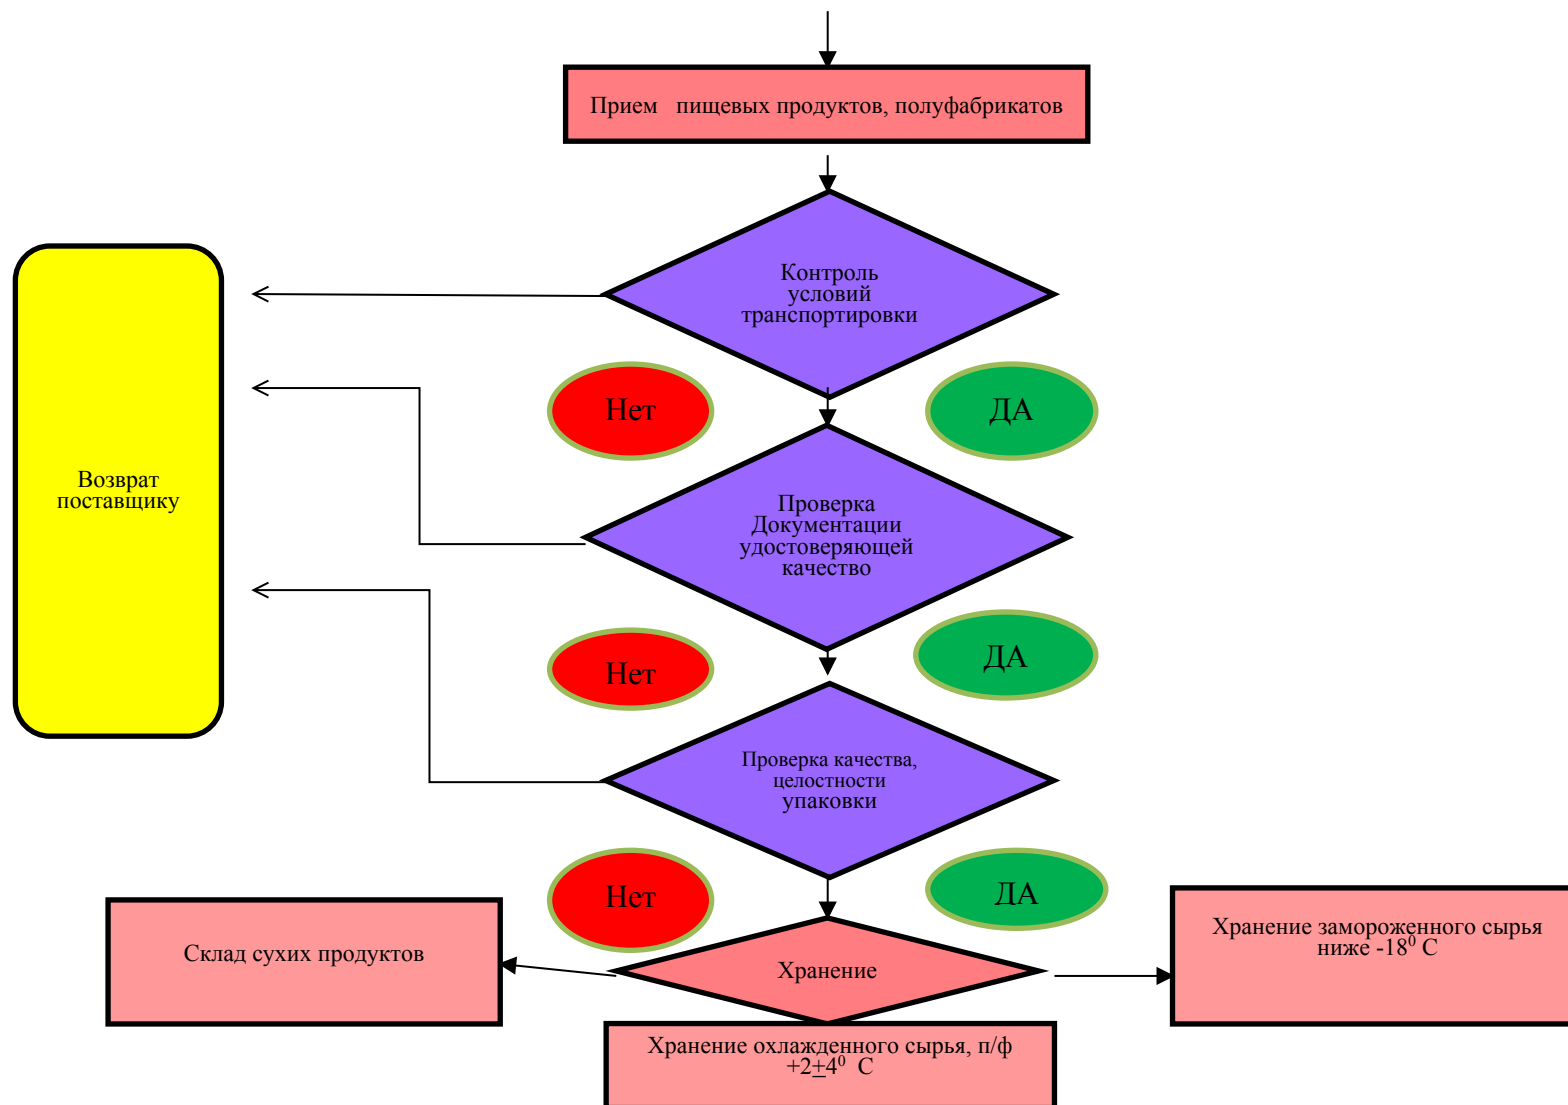 Прием пищевых продуктов, полуфабрикатов
Контроль
условий
транспортировки
Нет
ДА
Возврат
поставщику
Проверка
Документации
удостоверяющей
качество
Нет
ДА
Проверка качества,
целостности
упаковки
Нет
ДА
Склад сухих продуктов
Хранение
Хранение замороженного сырья
ниже -18⁰ С
Хранение охлажденного сырья, п/ф
+2±4⁰ С